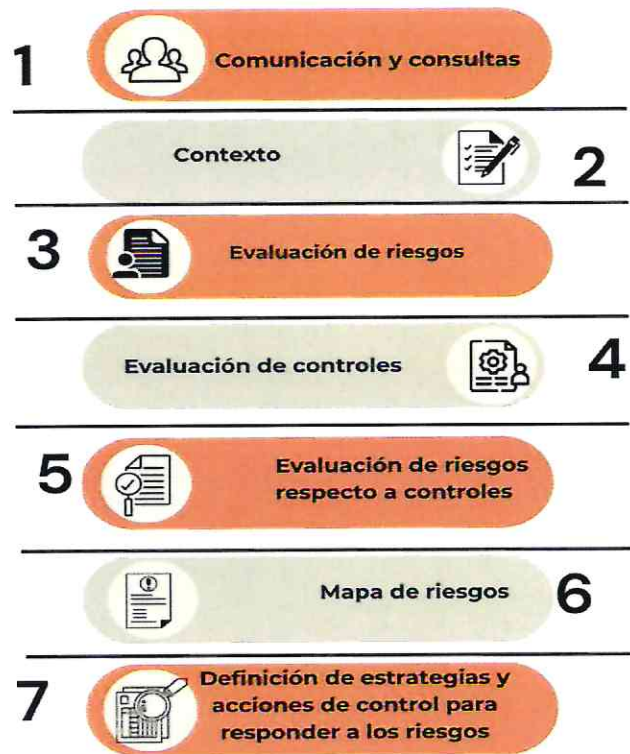 1 Comunicación y consultas
Contexto 2
3 Evaluación de riesgos
Evaluación de controles 4
5 Evaluación de riesgos
respecto a controles
Mapa de riesgos 6
7 Definición de estrategias y
acciones de control para
responder a los riesgos